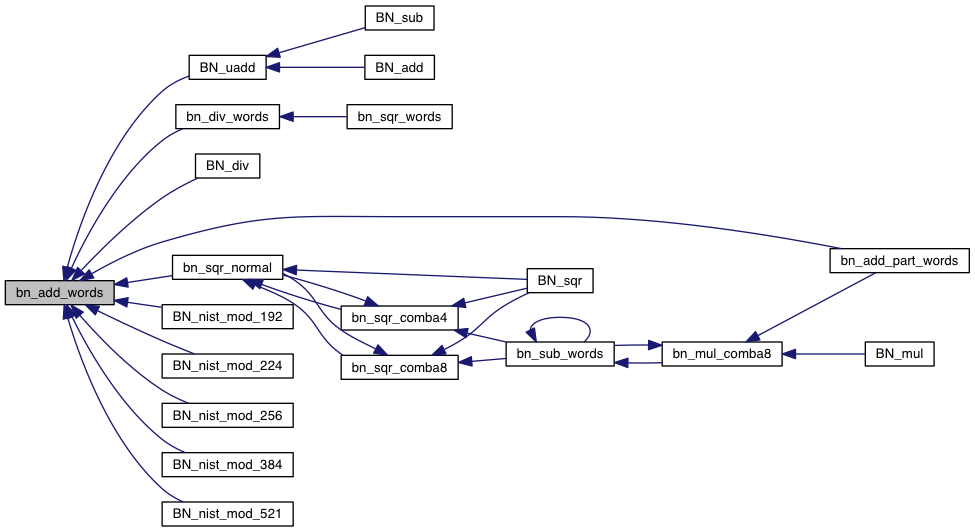 BN_sub
BN_uadd
BN_add
bn_div_words
bn_sqr_words
BN_div
bn_add_part_words
bn_sqr_normal
BN_sqr
bn_add_words
BN_nist_mod_192
bn_sqr_comba4
bn_sub_words
bn_mul_comba8
BN_mul
BN_nist_mod_224
bn_sqr_comba8
BN_nist_mod_256
BN_nist_mod_384
BN_nist_mod_521